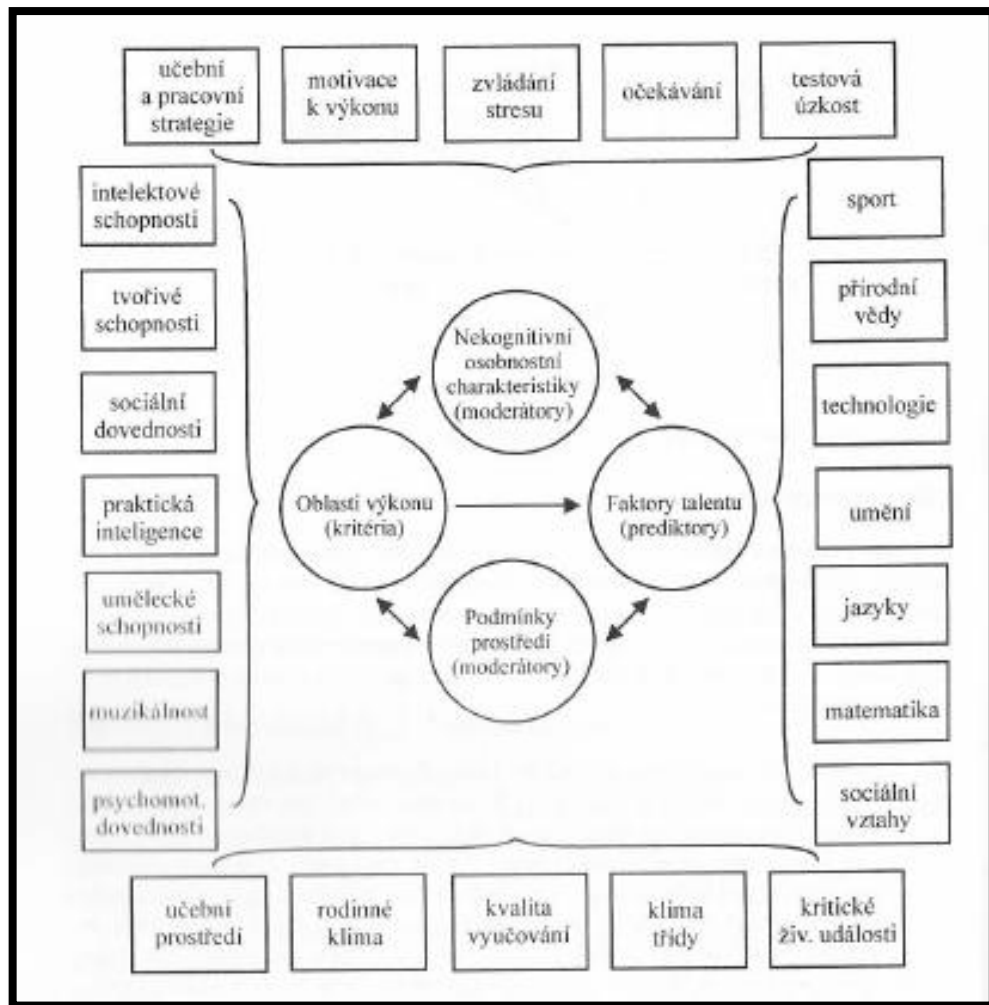 učební
a pracovní
strategie
motivace
k výkonu
zvládání
stresu
očekávání
testová
úzkost
intelektové
schopnosti
tvořivé
schopnosti
sociální
dovednosti
praktická
inteligence
umělecké
schopnosti
muzikálnost
psychomot.
dovednosti
Nekognitivní
osobnostní
charakteristiky
(moderátory)
Oblasti výkonu
(kritéria)
Faktory talentu
(prediktory)
Podmínky
prostředí
(moderátory)
sport
přírodní
vědy
technologie
umění
jazyky
matematika
sociální
vztahy
učební
prostředí
rodinné
klima
kvalita
vyučování
klima
třídy
kritické
živ. události